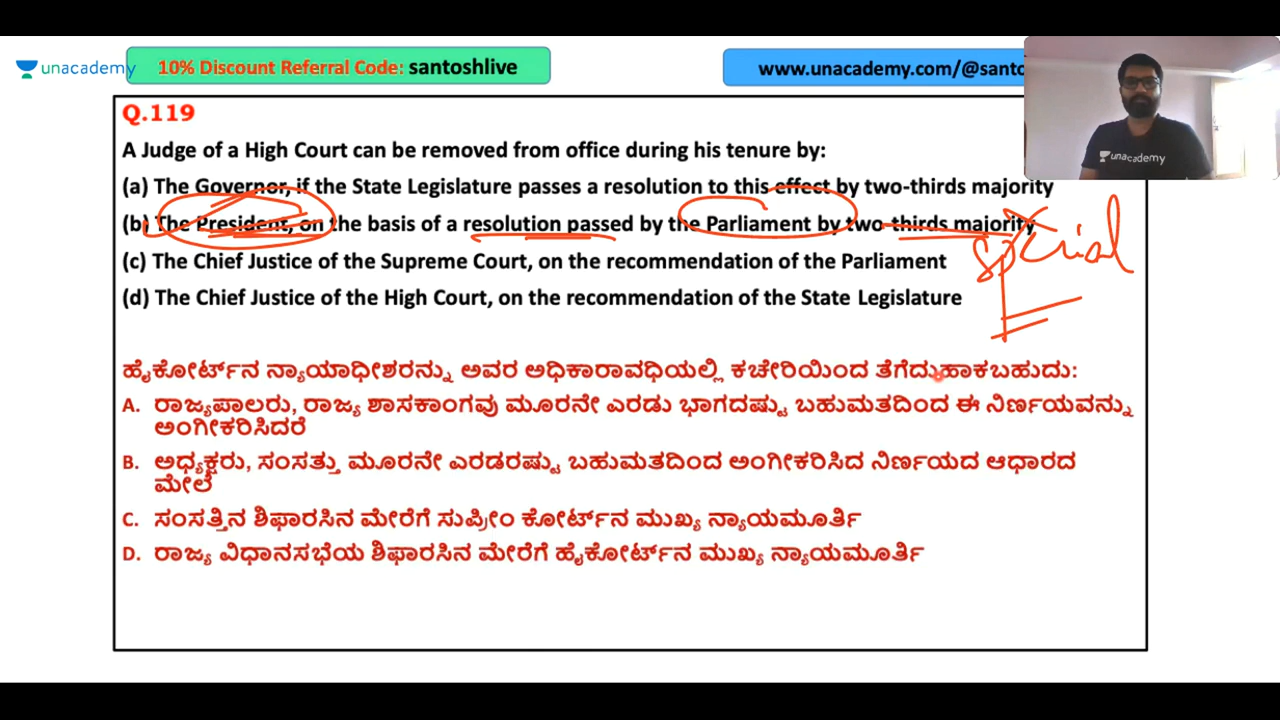 unacademy
10% Discount Referral Code: santoshlive
www.unacademy.com/@santo
unacademy
Q.119
A Judge of a High Court can be removed from office during his tenure by:
(a) The Governor, if the State Legislature passes a resolution to this effect by two-thirds majority
(b) The President, on the basis of a resolution passed by the Parliament by two-thirds majority
special
(c) The Chief Justice of the Supreme Court, on the recommendation of the Parliament
(d) The Chief Justice of the High Court, on the recommendation of the State Legislature
ಹೈಕೋರ್ಟ್‌ನ ನ್ಯಾಯಾಧೀಶರನ್ನು ಅವರ ಅಧಿಕಾರಾವಧಿಯಲ್ಲಿ ಕಚೇರಿಯಿಂದ ತೆಗೆದುಹಾಕಬಹುದು:
A. ರಾಜ್ಯಪಾಲರು, ರಾಜ್ಯ ಶಾಸಕಾಂಗವು ಮೂರನೇ ಎರಡು ಭಾಗದಷ್ಟು ಬಹುಮತದಿಂದ ಈ ನಿರ್ಣಯವನ್ನು
ಅಂಗೀಕರಿಸಿದರೆ
B. ಅಧ್ಯಕ್ಷರು, ಸಂಸತ್ತು ಮೂರನೇ ಎರಡರಷ್ಟು ಬಹುಮತದಿಂದ ಅಂಗೀಕರಿಸಿದ ನಿರ್ಣಯದ ಆಧಾರದ
ಮೇಲೆ
C. ಸಂಸತ್ತಿನ ಶಿಫಾರಸಿನ ಮೇರೆಗೆ ಸುಪ್ರೀಂ ಕೋರ್ಟ್‌ನ ಮುಖ್ಯ ನ್ಯಾಯಮೂರ್ತಿ
D. ರಾಜ್ಯ ವಿಧಾನಸಭೆಯ ಶಿಫಾರಸಿನ ಮೇರೆಗೆ ಹೈಕೋರ್ಟ್‌ನ ಮುಖ್ಯ ನ್ಯಾಯಮೂರ್ತಿ